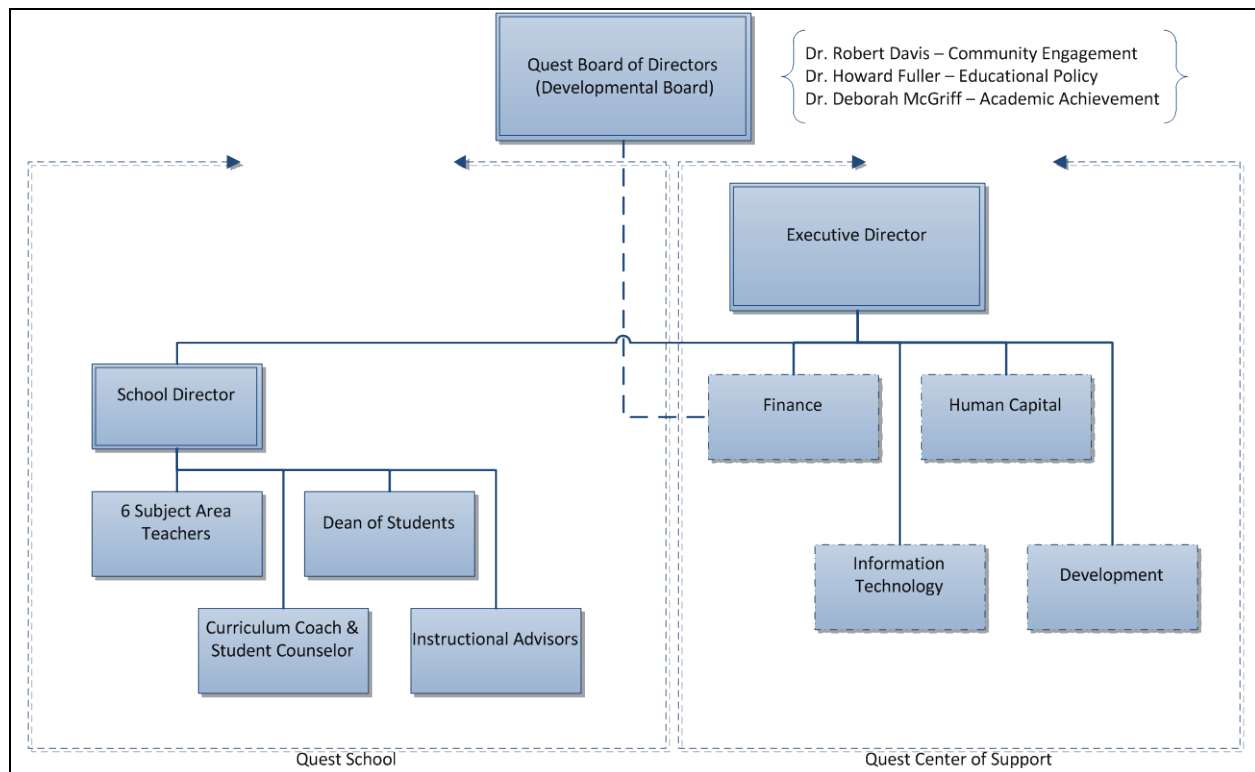 Quest Board of Directors
(Developmental Board)
Dr. Robert Davis – Community Engagement
Dr. Howard Fuller – Educational Policy
Dr. Deborah McGriff – Academic Achievement
Executive Director
School Director
Finance
Human Capital
6 Subject Area
Teachers
Dean of Students
Information
Technology
Development
Curriculum Coach &
Student Counselor
Instructional Advisors
Quest School
Quest Center of Support